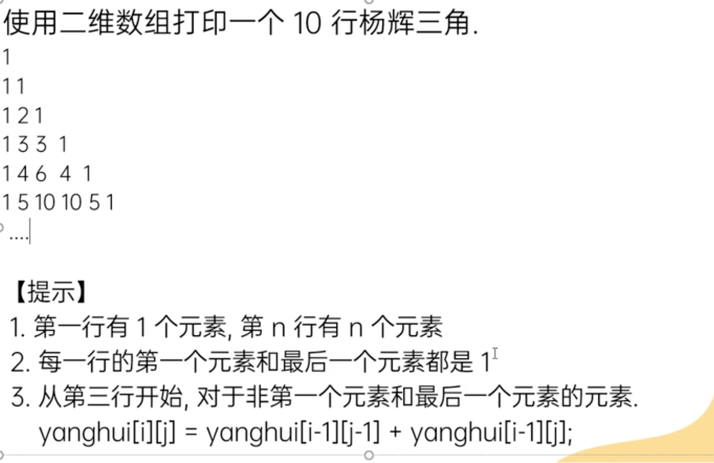 使用二维数组打印一个 10 行杨辉三角.
1
1 1
1 2 1
1 3 3 1
1 4 6 4 1
1 5 10 10 5 1
....
【提示】
1. 第一行有 1 个元素, 第 n 行有 n 个元素
2. 每一行的第一个元素和最后一个元素都是 1
3. 从第三行开始, 对于非第一个元素和最后一个元素的元素.
yanghui[i][j] = yanghui[i-1][j-1] + yanghui[i-1][j];